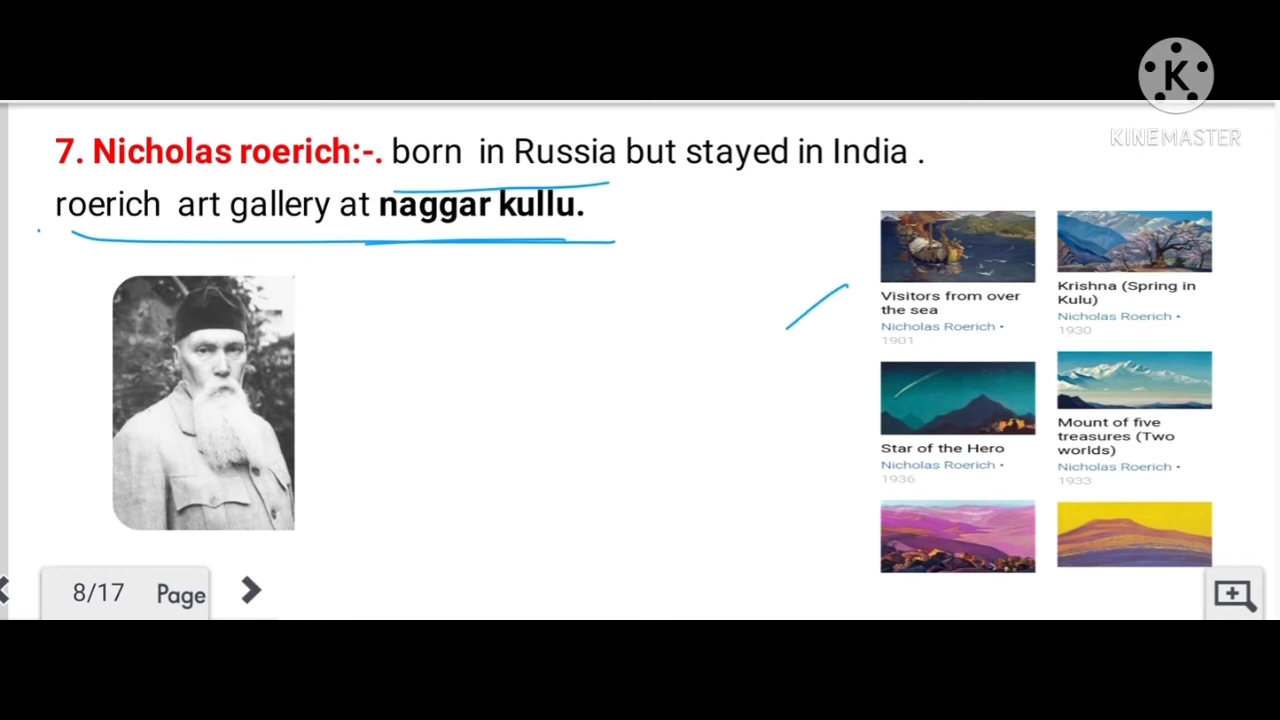 K
KINEMASTER
7. Nicholas roerich:-. born in Russia but stayed in India .
roerich art gallery at naggar kullu.
Visitors from over
the sea
Nicholas Roerich •
1901
Krishna (Spring in
Kulu)
Nicholas Roerich •
1930
Star of the Hero
Nicholas Roerich •
1936
Mount of five
treasures (Two
worlds)
Nicholas Roerich •
1933
8/17 Page